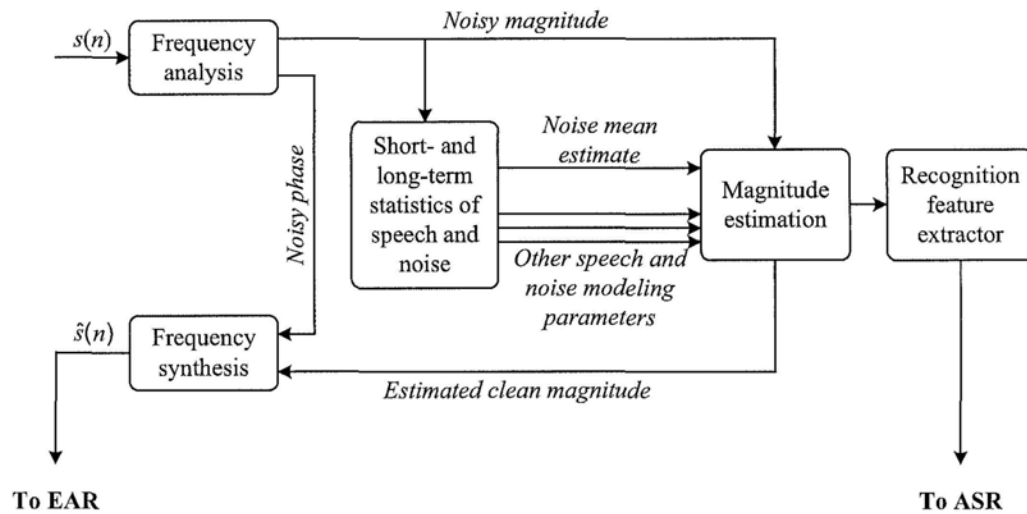 Noisy magnitude
s(n)
Frequency
analysis
Noisy phase
Short- and
long-term
statistics of
speech and
noise
Noise mean
estimate
Other speech and
noise modeling
parameters
Magnitude
estimation
Recognition
feature
extractor
ŝ(n)
Frequency
synthesis
Estimated clean magnitude
To EAR
To ASR